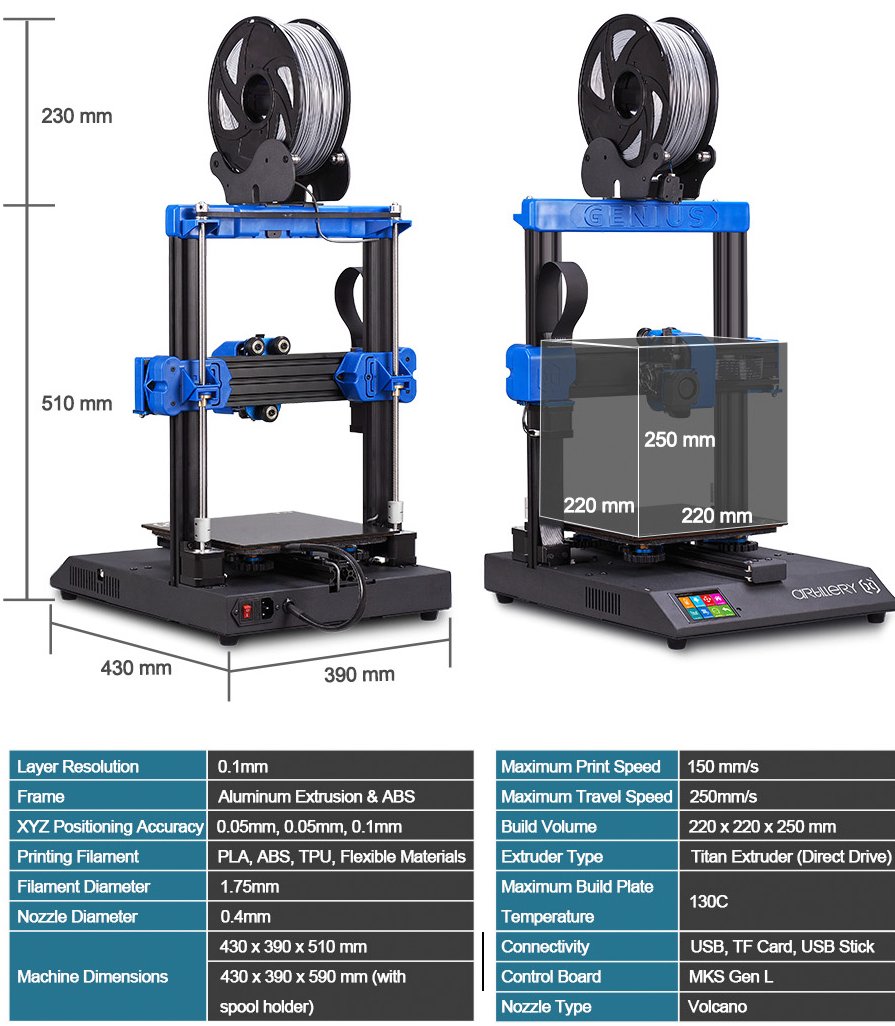 230 mm
510 mm
430 mm
390 mm
GENIUS
250 mm
220 mm
220 mm
ARTILLERY
Layer Resolution 0.1mm
Frame Aluminum Extrusion & ABS
XYZ Positioning Accuracy 0.05mm, 0.05mm, 0.1mm
Printing Filament PLA, ABS, TPU, Flexible Materials
Filament Diameter 1.75mm
Nozzle Diameter 0.4mm
Machine Dimensions 430 x 390 x 510 mm
430 x 390 x 590 mm (with
spool holder)
Maximum Print Speed 150 mm/s
Maximum Travel Speed 250mm/s
Build Volume 220 x 220 x 250 mm
Extruder Type Titan Extruder (Direct Drive)
Maximum Build Plate
Temperature 130C
Connectivity USB, TF Card, USB Stick
Control Board MKS Gen L
Nozzle Type Volcano